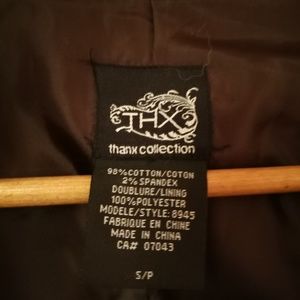 THX
thanx collection
98% COTTON/COTON
2% SPANDEX
DOUBLURE/LINING
100% POLYESTER
MODELE/STYLE: 8945
FABRIQUE EN CHINE
MADE IN CHINA
CA# 07043
S/P